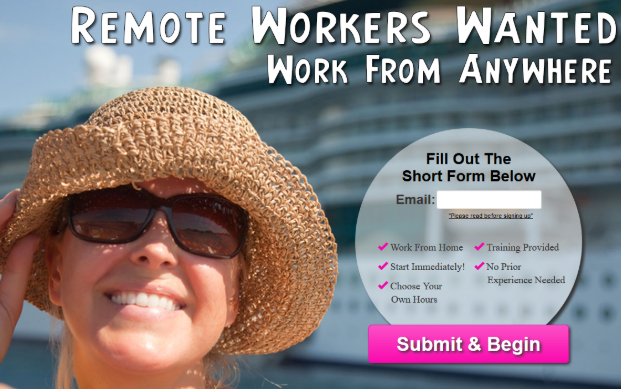 Remote Workers Wanted
Work From Anywhere
Fill Out The
Short Form Below
Email:
"Please read before signing up"
✔ Work From Home ✔ Training Provided
✔ Start Immediately! ✔ No Prior
Experience Needed
✔ Choose Your
Own Hours
Submit & Begin